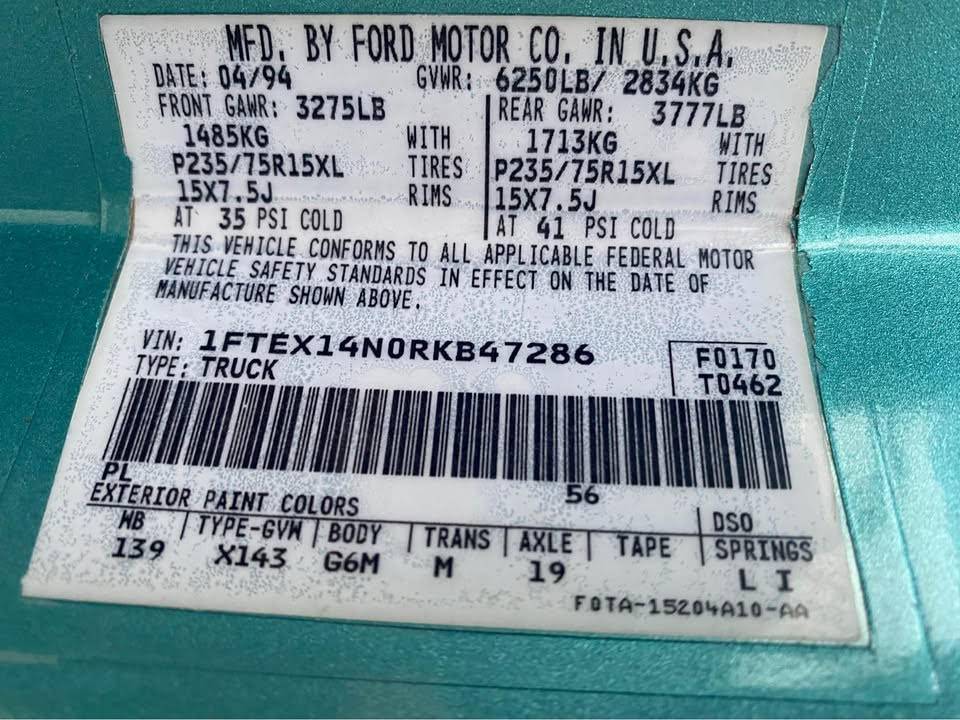 MFD. BY FORD MOTOR CO. IN U.S.A.
DATE: 04/94 GVWR: 6250LB/ 2834KG
FRONT GAWR: 3275LB REAR GAWR: 3777LB
1485KG WITH 1713KG WITH
P235/75R15XL TIRES P235/75R15XL TIRES
15X7.5J RIMS 15X7.5J RIMS
AT 35 PSI COLD AT 41 PSI COLD
THIS VEHICLE CONFORMS TO ALL APPLICABLE FEDERAL MOTOR
VEHICLE SAFETY STANDARDS IN EFFECT ON THE DATE OF
MANUFACTURE SHOWN ABOVE.
VIN: 1FTEX14N0RKB47286 F0170
TYPE: TRUCK T0462
PL 56
EXTERIOR PAINT COLORS DSO
WB TYPE-GVW BODY TRANS AXLE TAPE SPRINGS
139 X143 G6M M 19 L I
F0TA-15204A10-AA